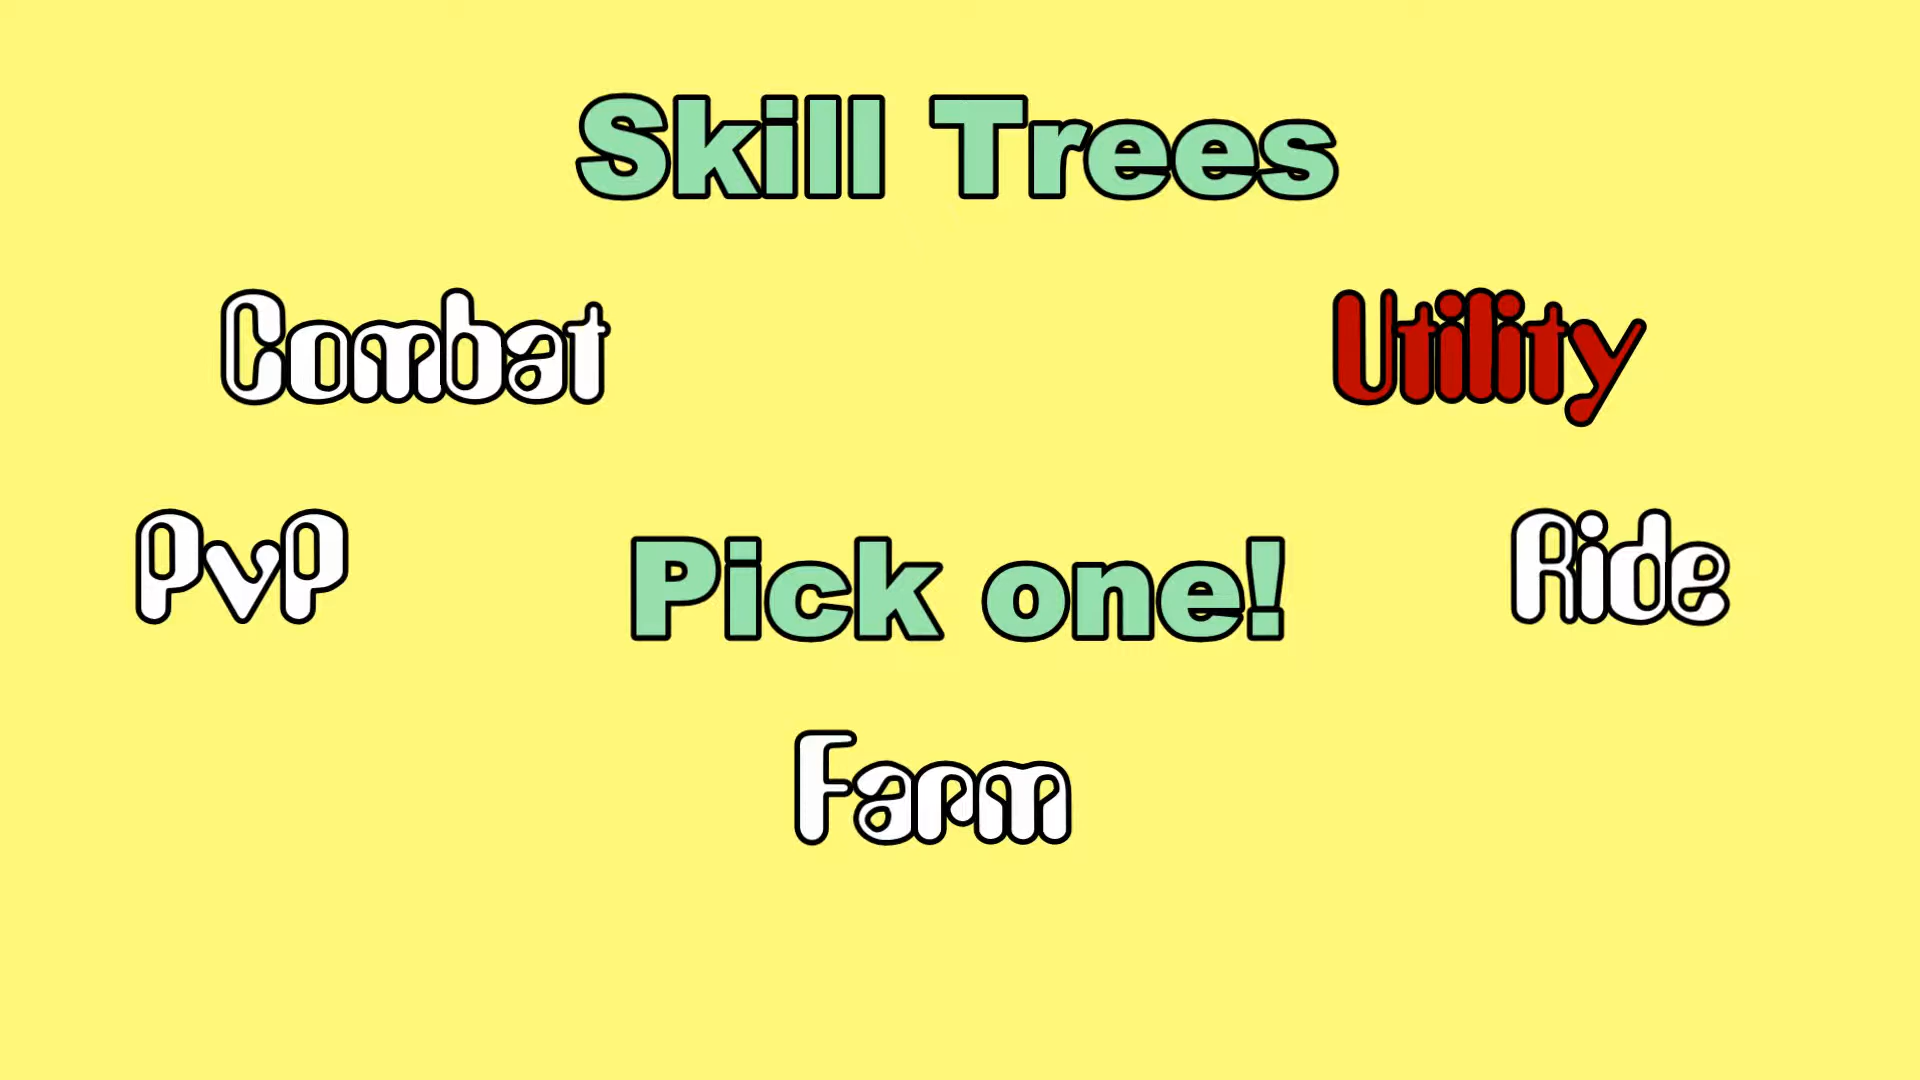 Skill Trees
Combat
Utility
PvP
Pick one!
Ride
Farm